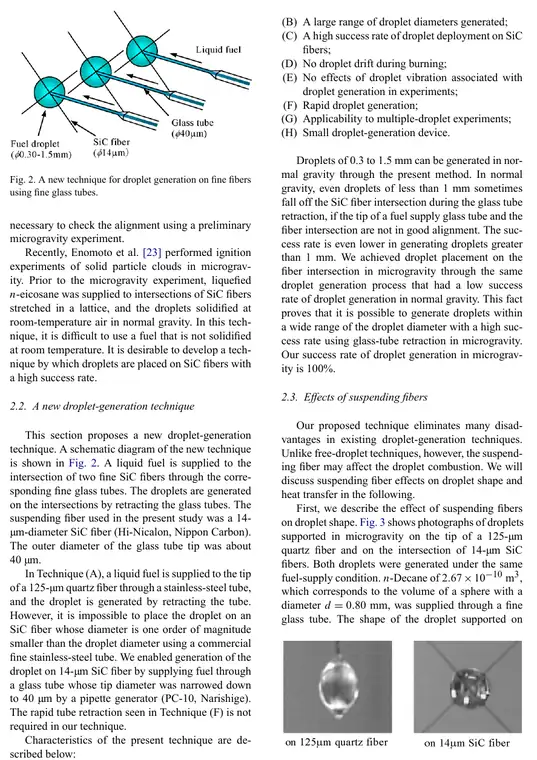 Liquid fuel
Glass tube
(ϕ40μm)
Fuel droplet
(ϕ0.30-1.5mm)
SiC fiber
(ϕ14μm)
Fig. 2. A new technique for droplet generation on fine fibers
using fine glass tubes.
necessary to check the alignment using a preliminary
microgravity experiment.
Recently, Enomoto et al. [23] performed ignition
experiments of solid particle clouds in micrograv-
ity. Prior to the microgravity experiment, liquefied
n-eicosane was supplied to intersections of SiC fibers
stretched in a lattice, and the droplets solidified at
room-temperature air in normal gravity. In this tech-
nique, it is difficult to use a fuel that is not solidified
at room temperature. It is desirable to develop a tech-
nique by which droplets are placed on SiC fibers with
a high success rate.
2.2. A new droplet-generation technique
This section proposes a new droplet-generation
technique. A schematic diagram of the new technique
is shown in Fig. 2. A liquid fuel is supplied to the
intersection of two fine SiC fibers through the corre-
sponding fine glass tubes. The droplets are generated
on the intersections by retracting the glass tubes. The
suspending fiber used in the present study was a 14-
μm-diameter SiC fiber (Hi-Nicalon, Nippon Carbon).
The outer diameter of the glass tube tip was about
40 μm.
In Technique (A), a liquid fuel is supplied to the tip
of a 125-μm quartz fiber through a stainless-steel tube,
and the droplet is generated by retracting the tube.
However, it is impossible to place the droplet on an
SiC fiber whose diameter is one order of magnitude
smaller than the droplet diameter using a commercial
fine stainless-steel tube. We enabled generation of the
droplet on 14-μm SiC fiber by supplying fuel through
a glass tube whose tip diameter was narrowed down
to 40 μm by a pipette generator (PC-10, Narishige).
The rapid tube retraction seen in Technique (F) is not
required in our technique.
Characteristics of the present technique are de-
scribed below:
(B) A large range of droplet diameters generated;
(C) A high success rate of droplet deployment on SiC
fibers;
(D) No droplet drift during burning;
(E) No effects of droplet vibration associated with
droplet generation in experiments;
(F) Rapid droplet generation;
(G) Applicability to multiple-droplet experiments;
(H) Small droplet-generation device.
Droplets of 0.3 to 1.5 mm can be generated in nor-
mal gravity through the present method. In normal
gravity, even droplets of less than 1 mm sometimes
fall off the SiC fiber intersection during the glass tube
retraction, if the tip of a fuel supply glass tube and the
fiber intersection are not in good alignment. The suc-
cess rate is even lower in generating droplets greater
than 1 mm. We achieved droplet placement on the
fiber intersection in microgravity through the same
droplet generation process that had a low success
rate of droplet generation in normal gravity. This fact
proves that it is possible to generate droplets within
a wide range of the droplet diameter with a high suc-
cess rate using glass-tube retraction in microgravity.
Our success rate of droplet generation in micrograv-
ity is 100%.
2.3. Effects of suspending fibers
Our proposed technique eliminates many disad-
vantages in existing droplet-generation techniques.
Unlike free-droplet techniques, however, the suspend-
ing fiber may affect the droplet combustion. We will
discuss suspending fiber effects on droplet shape and
heat transfer in the following.
First, we describe the effect of suspending fibers
on droplet shape. Fig. 3 shows photographs of droplets
supported in microgravity on the tip of a 125-μm
quartz fiber and on the intersection of 14-μm SiC
fibers. Both droplets were generated under the same
fuel-supply condition. n-Decane of 2.67 × 10⁻¹⁰ m³,
which corresponds to the volume of a sphere with a
diameter d = 0.80 mm, was supplied through a fine
glass tube. The shape of the droplet supported on
on 125μm quartz fiber
on 14μm SiC fiber